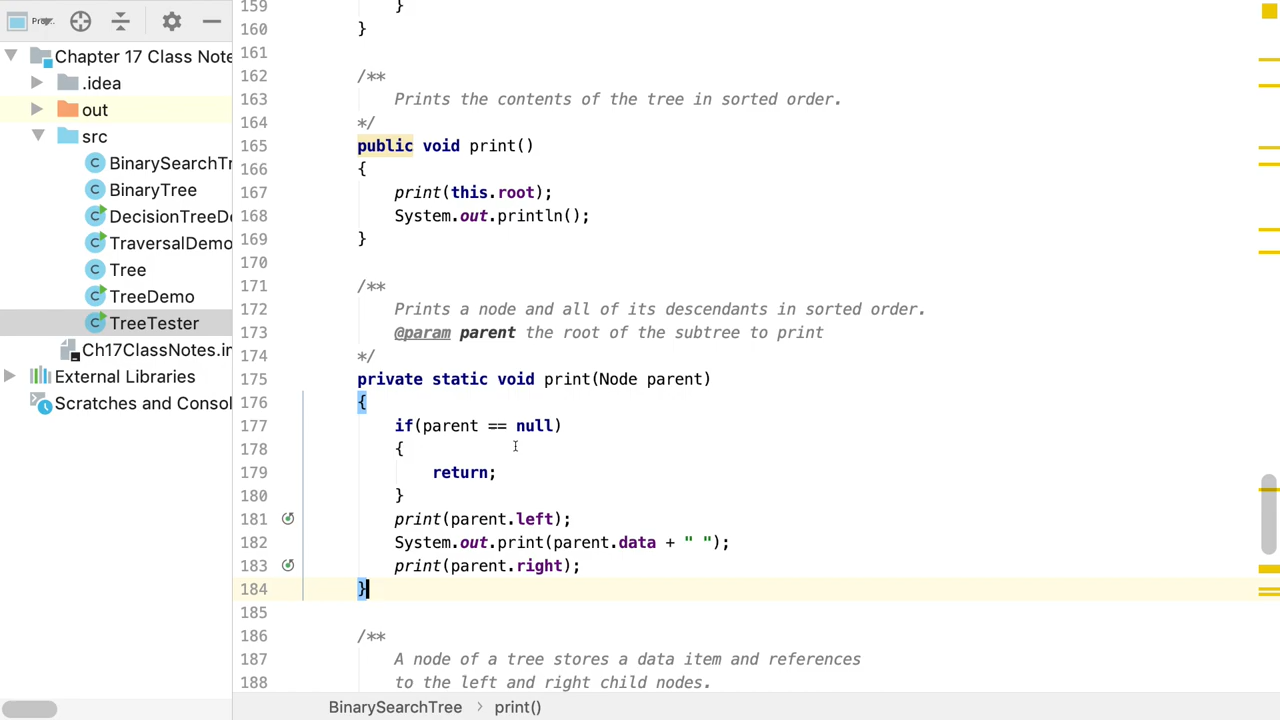 Pro...
Chapter 17 Class Note
.idea
out
src
BinarySearchTr
BinaryTree
DecisionTreeDe
TraversalDemo
Tree
TreeDemo
TreeTester
Ch17ClassNotes.im
External Libraries
Scratches and Consol
159 }
160 }
161
162 /**
163 Prints the contents of the tree in sorted order.
164 */
165 public void print()
166 {
167 print(this.root);
168 System.out.println();
169 }
170
171 /**
172 Prints a node and all of its descendants in sorted order.
173 @param parent the root of the subtree to print
174 */
175 private static void print(Node parent)
176 {
177 if(parent == null)
178 {
179 return;
180 }
181 print(parent.left);
182 System.out.print(parent.data + " ");
183 print(parent.right);
184 }
185
186 /**
187 A node of a tree stores a data item and references
188 to the left and right child nodes.
BinarySearchTree > print()